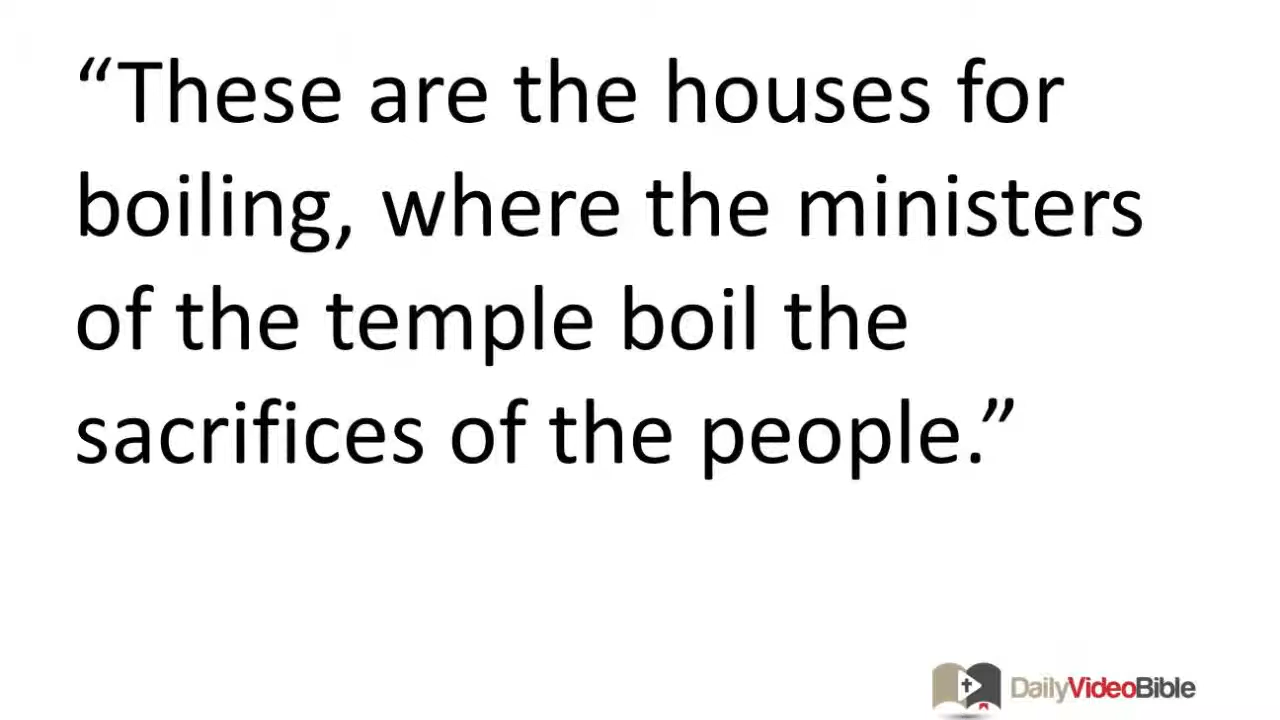 “These are the houses for
boiling, where the ministers
of the temple boil the
sacrifices of the people.”
DailyVideoBible